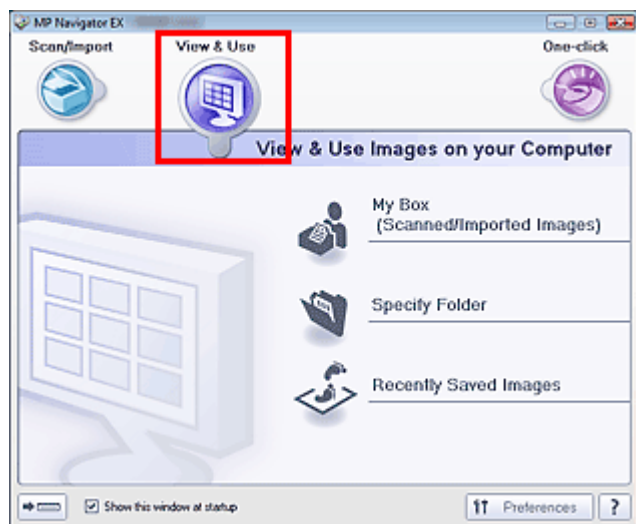 MP Navigator EX
Scan/Import
View & Use
One-click
View & Use Images on your Computer
My Box
(Scanned/Imported Images)
Specify Folder
Recently Saved Images
Show this window at startup
Preferences
?